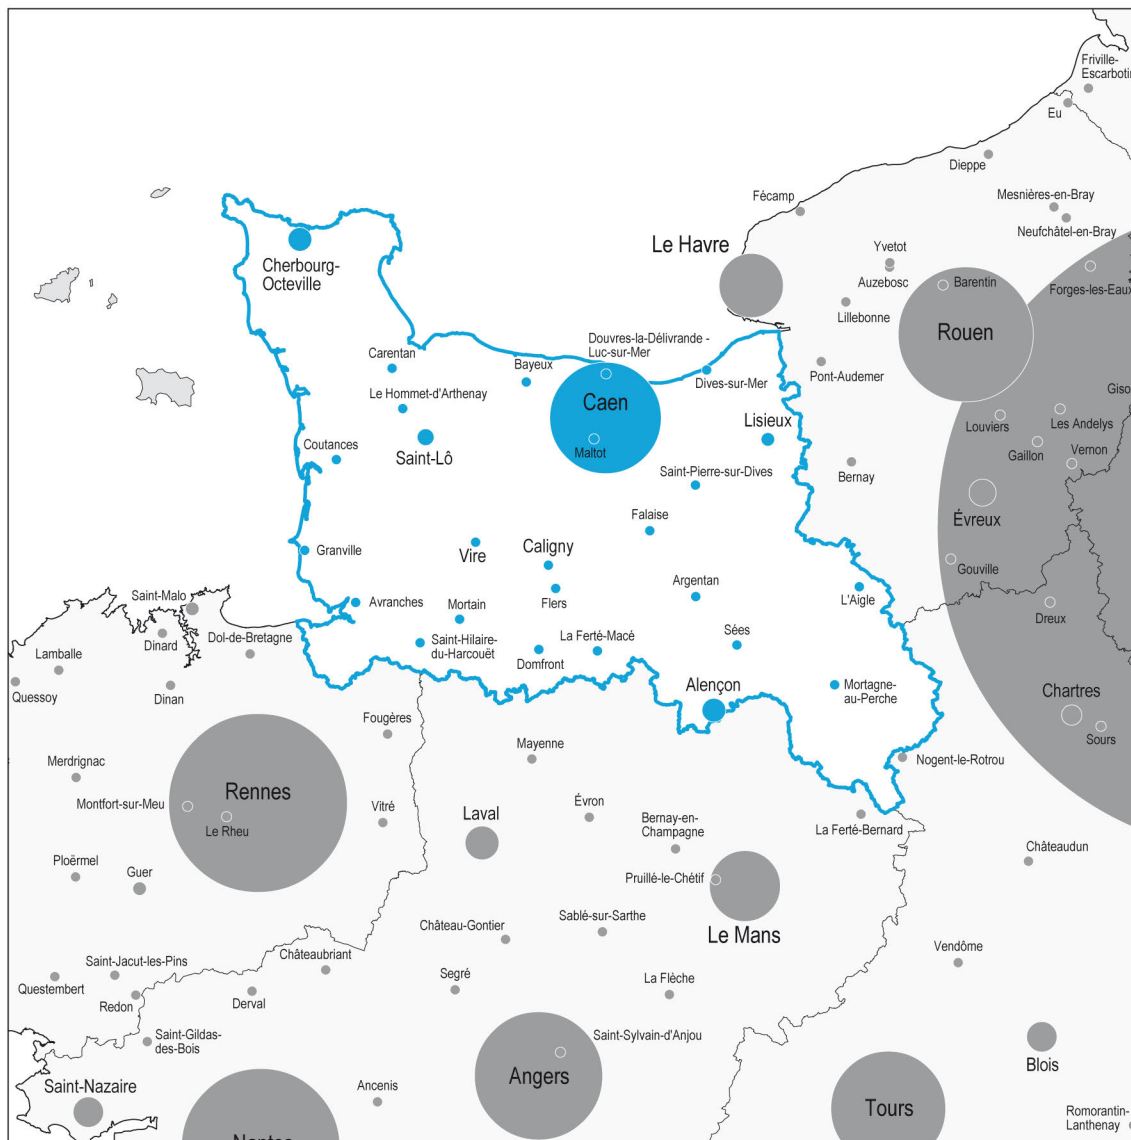 Friville-
Escarbotin
Eu
Dieppe
Mesnières-en-Bray
Fécamp
Neufchâtel-en-Bray
Le Havre
Yvetot
Cherbourg-
Octeville
Auzebosc
Barentin
Forges-les-Eaux
Lillebonne
Rouen
Douvres-la-Délivrande -
Luc-sur-Mer
Carentan
Bayeux
Pont-Audemer
Dives-sur-Mer
Le Hommet-d'Arthenay
Caen
Giso
Lisieux
Louviers
Les Andelys
Coutances
Saint-Lô
Maltot
Gaillon
Vernon
Saint-Pierre-sur-Dives
Bernay
Falaise
Évreux
Granville
Vire
Caligny
Gouville
Argentan
Saint-Malo
Avranches
Mortain
Flers
L'Aigle
Dreux
Dinard
Dol-de-Bretagne
Saint-Hilaire-
du-Harcouët
La Ferté-Macé
Sées
Lamballe
Domfront
Quessoy
Dinan
Alençon
Mortagne-
au-Perche
Chartres
Fougères
Sours
Mayenne
Merdrignac
Nogent-le-Rotrou
Rennes
Montfort-sur-Meu
Évron
Vitré
Laval
Bernay-en-
Champagne
Le Rheu
La Ferté-Bernard
Châteaudun
Ploërmel
Guer
Pruillé-le-Chétif
Château-Gontier
Sablé-sur-Sarthe
Le Mans
Vendôme
Châteaubriant
Saint-Jacut-les-Pins
Segré
La Flèche
Questembert
Redon
Derval
Saint-Gildas-
des-Bois
Saint-Sylvain-d'Anjou
Blois
Angers
Saint-Nazaire
Ancenis
Tours
Romorantin-
Lanthenay
Nantes